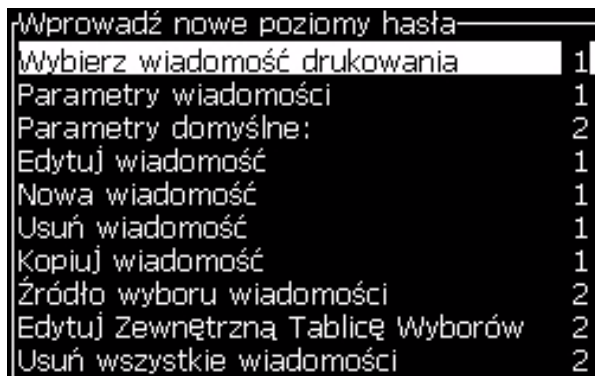 Wprowadź nowe poziomy hasła
Wybierz wiadomość drukowania 1
Parametry wiadomości 1
Parametry domyślne: 2
Edytuj wiadomość 1
Nowa wiadomość 1
Usuń wiadomość 1
Kopiuj wiadomość 1
Źródło wyboru wiadomości 2
Edytuj Zewnętrzną Tablicę Wyborów 2
Usuń wszystkie wiadomości 2